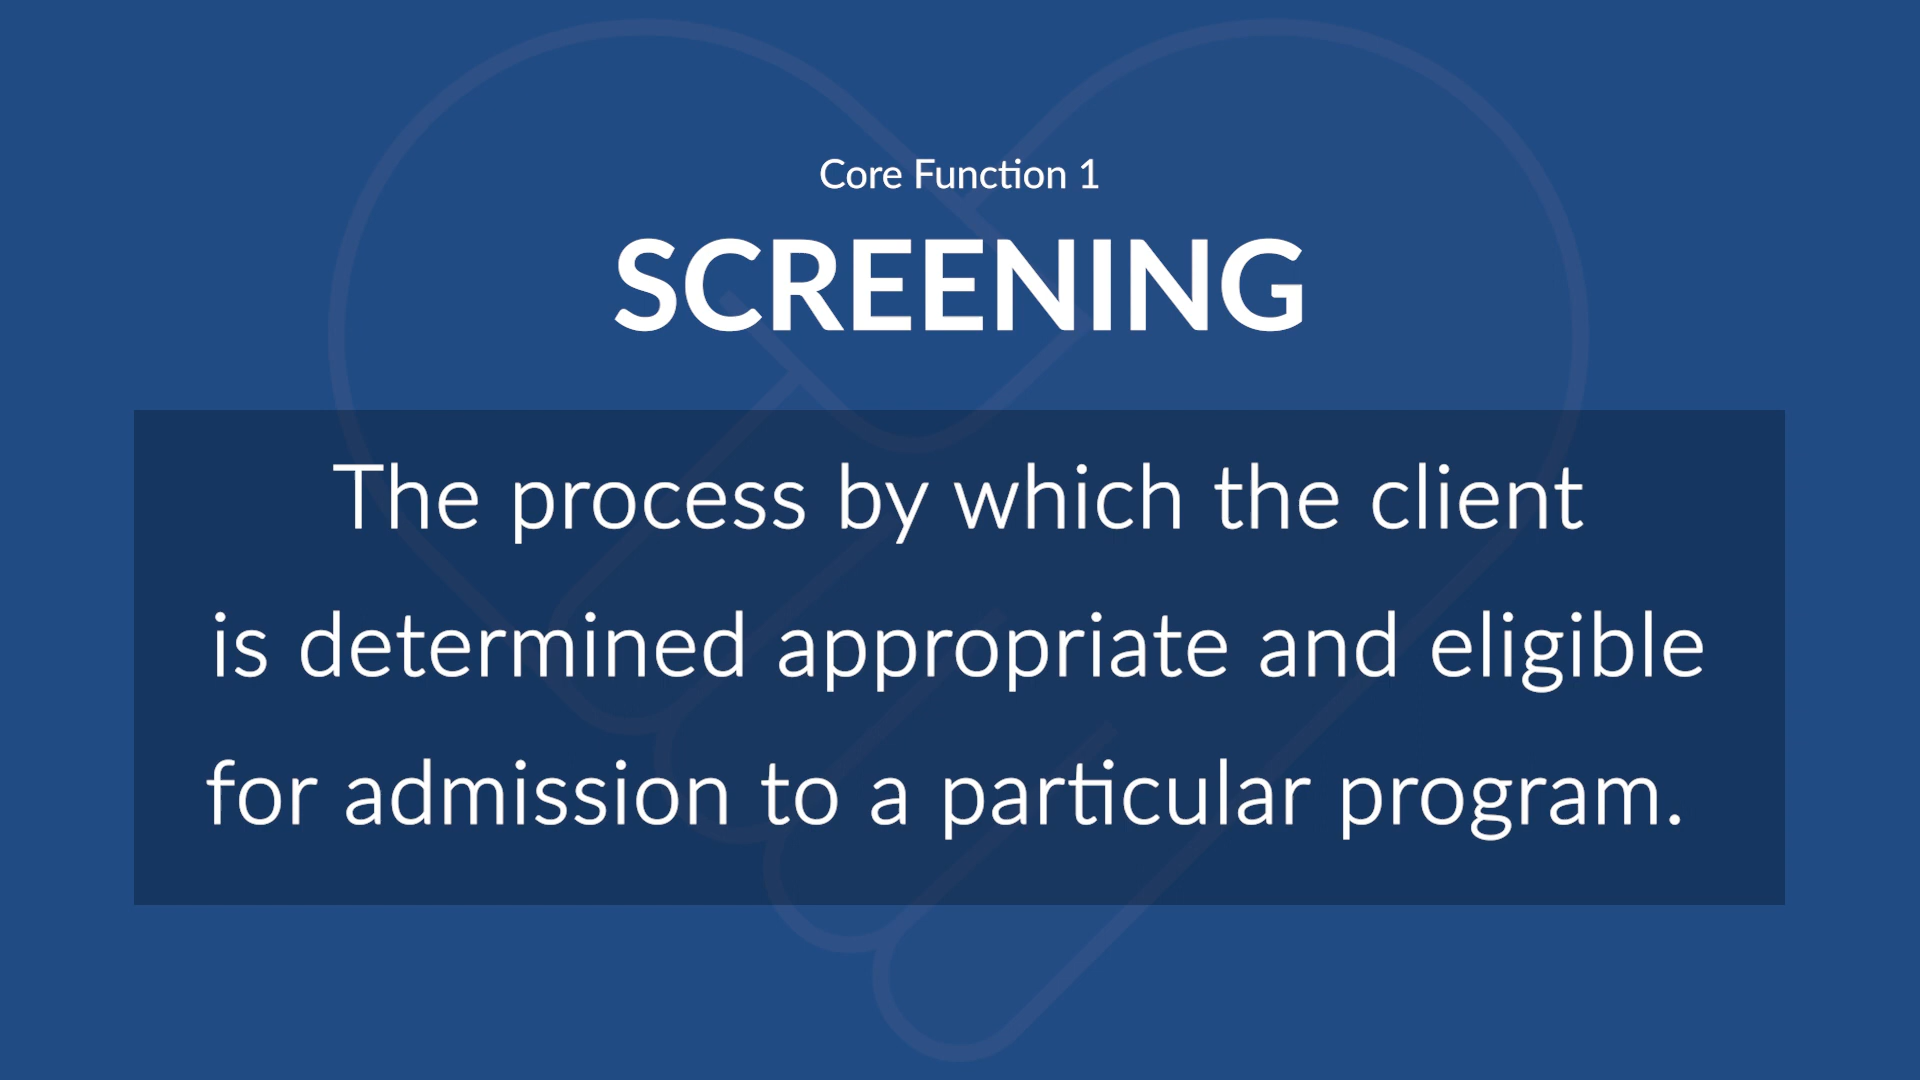 Core Function 1
SCREENING
The process by which the client
is determined appropriate and eligible
for admission to a particular program.